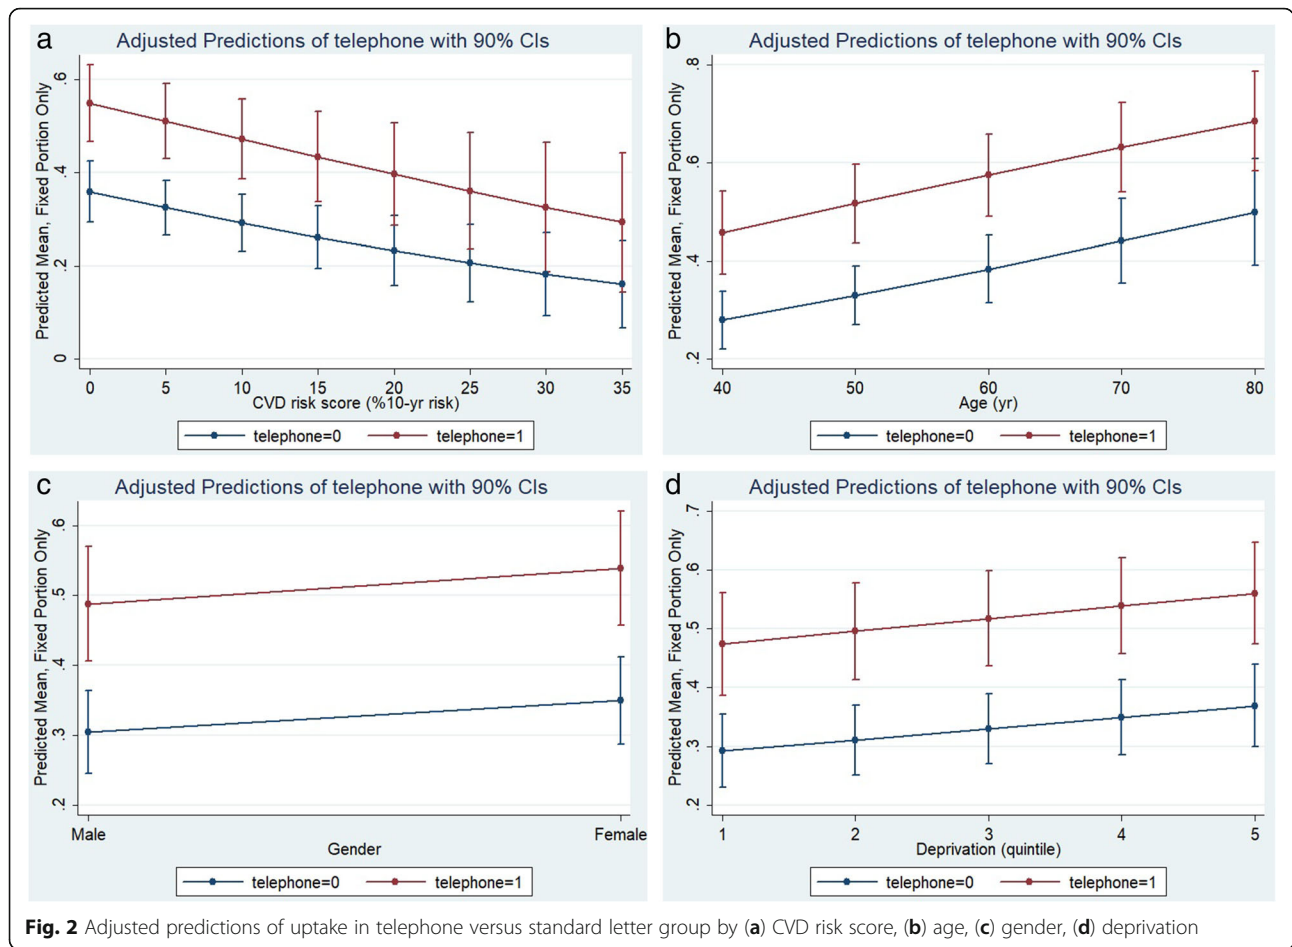 a
Adjusted Predictions of telephone with 90% CIs
Predicted Mean, Fixed Portion Only
.6
.4
.2
0
0 5 10 15 20 25 30 35
CVD risk score (%10-yr risk)
telephone=0 telephone=1
b
Adjusted Predictions of telephone with 90% CIs
Predicted Mean, Fixed Portion Only
.8
.6
.4
.2
40 50 60 70 80
Age (yr)
telephone=0 telephone=1
c
Adjusted Predictions of telephone with 90% CIs
Predicted Mean, Fixed Portion Only
.6
.5
.4
.3
.2
Male Female
Gender
telephone=0 telephone=1
d
Adjusted Predictions of telephone with 90% CIs
Predicted Mean, Fixed Portion Only
.7
.6
.5
.4
.3
.2
1 2 3 4 5
Deprivation (quintile)
telephone=0 telephone=1
Fig. 2 Adjusted predictions of uptake in telephone versus standard letter group by (a) CVD risk score, (b) age, (c) gender, (d) deprivation